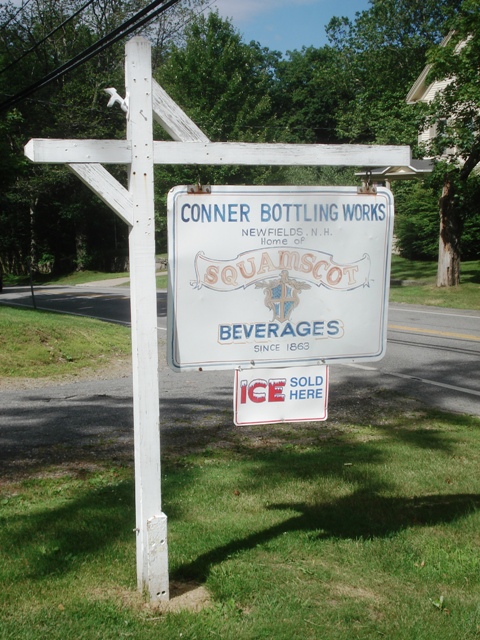 CONNER BOTTLING WORKS
NEWFIELDS, N.H.
Home of
SQUAMSCOT
BEVERAGES
SINCE 1863
ICE SOLD HERE